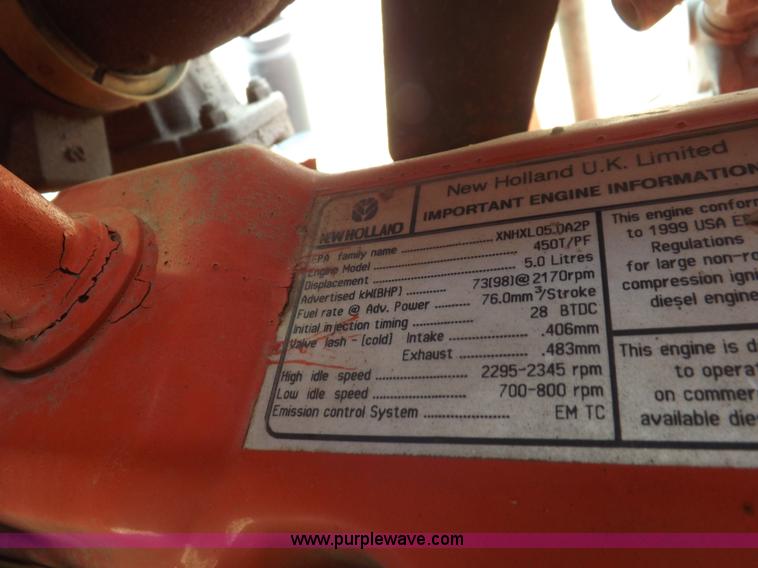 New Holland U.K. Limited
NEW HOLLAND
IMPORTANT ENGINE INFORMATION
EPA family name ........ XNHXL05.0A2P
Engine Model ........ 450T/PF
Displacement ........ 5.0 Litres
Advertised kW(BHP) ........ 73(98)@2170rpm
Fuel rate @ Adv. Power ........ 76.0mm³/Stroke
Initial injection timing ........ 28 BTDC
Valve lash - (cold) Intake ........ .406mm
Exhaust ........ .483mm
High idle speed ........ 2295-2345 rpm
Low idle speed ........ 700-800 rpm
Emission control System ........ EM TC
This engine confor
to 1999 USA E
Regulations
for large non-ro
compression igni
diesel engine
This engine is d
to opera
on commer
available die
www.purplewave.com